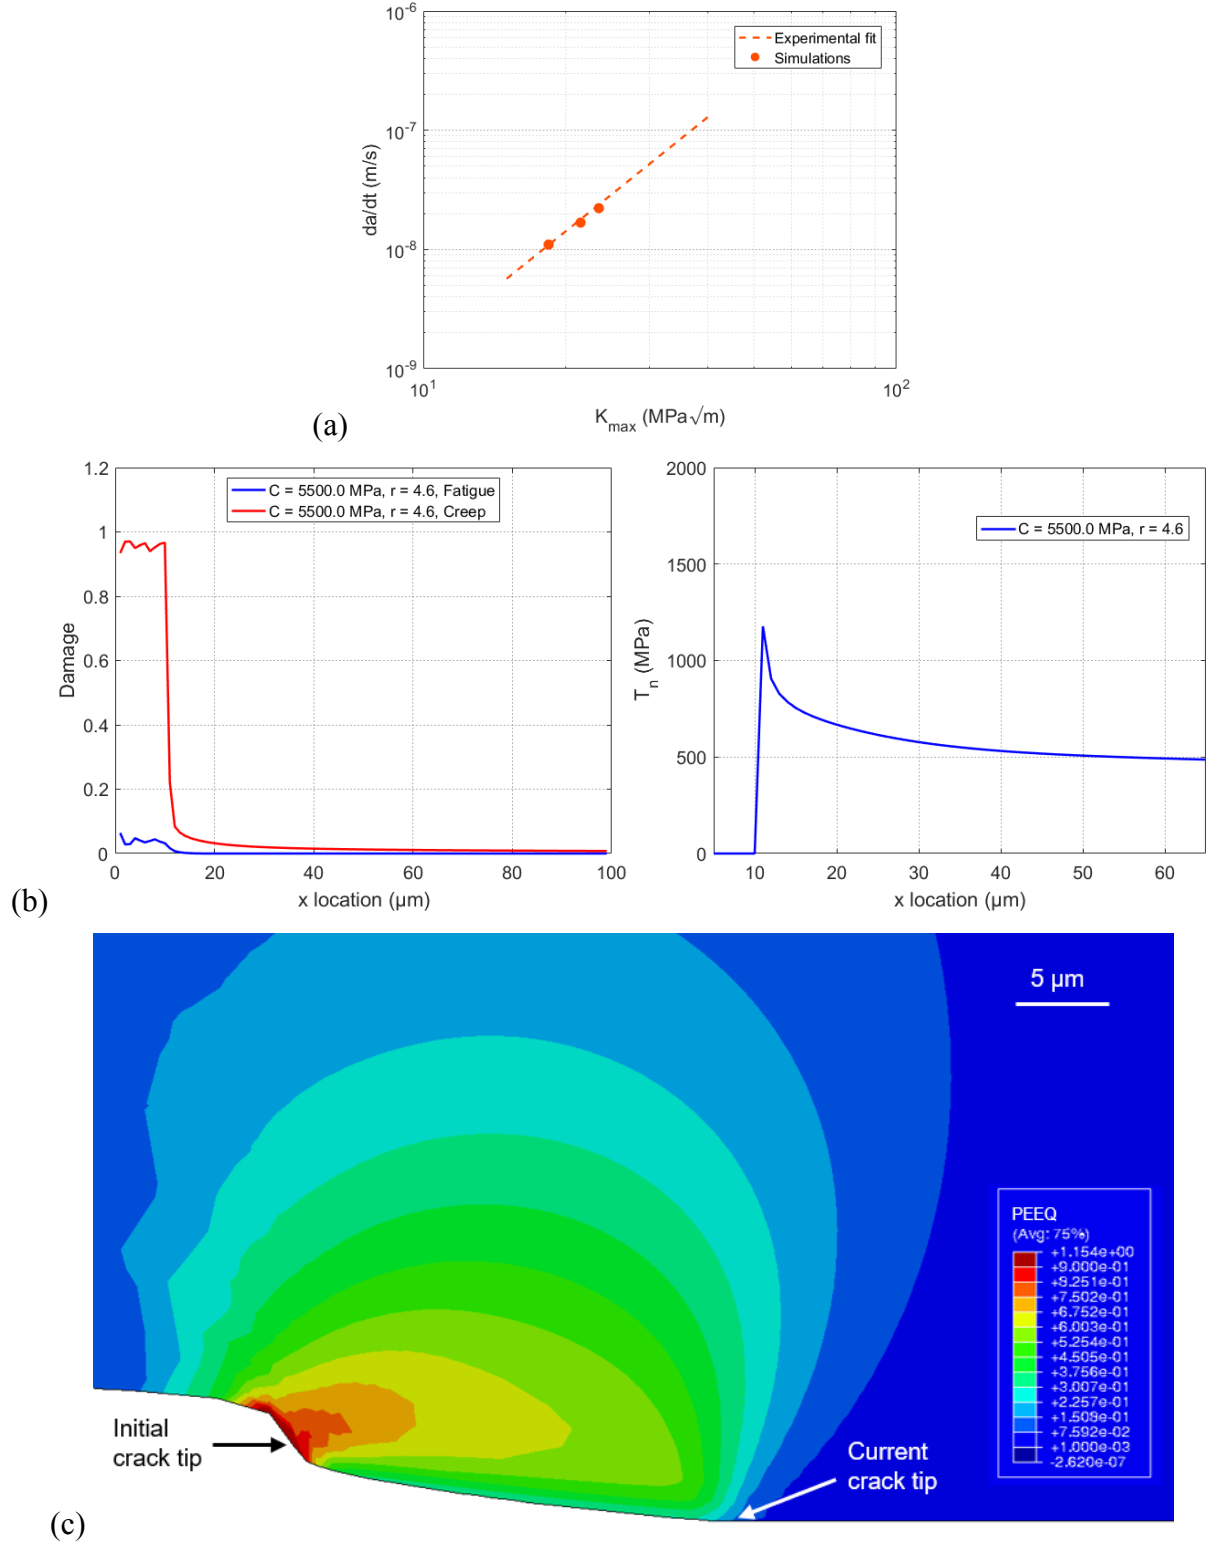 10^-6
10^-7
10^-8
10^-9
da/dt (m/s)
Experimental fit
Simulations
10^1
10^2
K_max (MPa√m)
(a)
1.2
1
0.8
0.6
0.4
0.2
0
Damage
C = 5500.0 MPa, r = 4.6, Fatigue
C = 5500.0 MPa, r = 4.6, Creep
0 20 40 60 80 100
x location (μm)
2000
1500
1000
500
0
T_n (MPa)
C = 5500.0 MPa, r = 4.6
10 20 30 40 50 60
x location (μm)
(b)
5 μm
PEEQ
(Avg: 75%)
+1.154e+00
+9.000e-01
+8.251e-01
+7.502e-01
+6.752e-01
+6.003e-01
+5.254e-01
+4.505e-01
+3.756e-01
+3.007e-01
+2.257e-01
+1.508e-01
+7.592e-02
+1.000e-03
-2.620e-07
Initial
crack tip
Current
crack tip
(c)